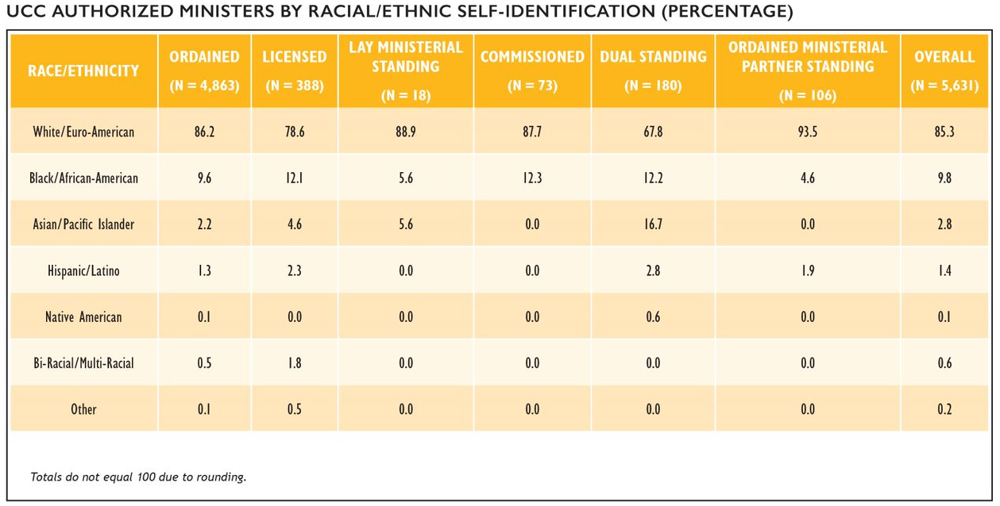 UCC AUTHORIZED MINISTERS BY RACIAL/ETHNIC SELF-IDENTIFICATION (PERCENTAGE)
RACE/ETHNICITY ORDAINED (N = 4,863) LICENSED (N = 388) LAY MINISTERIAL STANDING (N = 18) COMMISSIONED (N = 73) DUAL STANDING (N = 180) ORDAINED MINISTERIAL PARTNER STANDING (N = 106) OVERALL (N = 5,631)
White/Euro-American 86.2 78.6 88.9 87.7 67.8 93.5 85.3
Black/African-American 9.6 12.1 5.6 12.3 12.2 4.6 9.8
Asian/Pacific Islander 2.2 4.6 5.6 0.0 16.7 0.0 2.8
Hispanic/Latino 1.3 2.3 0.0 0.0 2.8 1.9 1.4
Native American 0.1 0.0 0.0 0.0 0.6 0.0 0.1
Bi-Racial/Multi-Racial 0.5 1.8 0.0 0.0 0.0 0.0 0.6
Other 0.1 0.5 0.0 0.0 0.0 0.0 0.2
Totals do not equal 100 due to rounding.